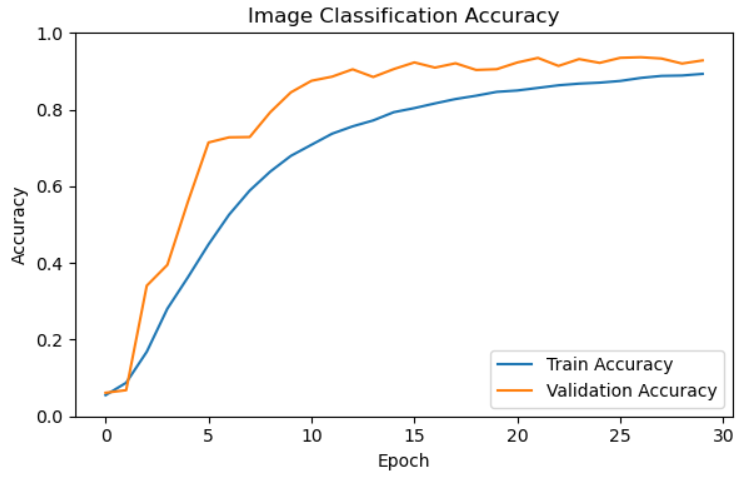 Image Classification Accuracy
1.0
0.8
0.6
0.4
0.2
0.0
Accuracy
Train Accuracy
Validation Accuracy
0 5 10 15 20 25 30
Epoch